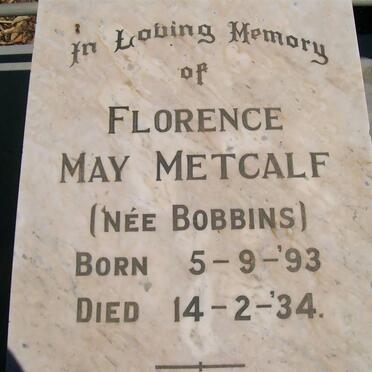 In Loving Memory
of
FLORENCE
MAY METCALF
(NÉE BOBBINS)
BORN 5-9-'93
DIED 14-2-'34.